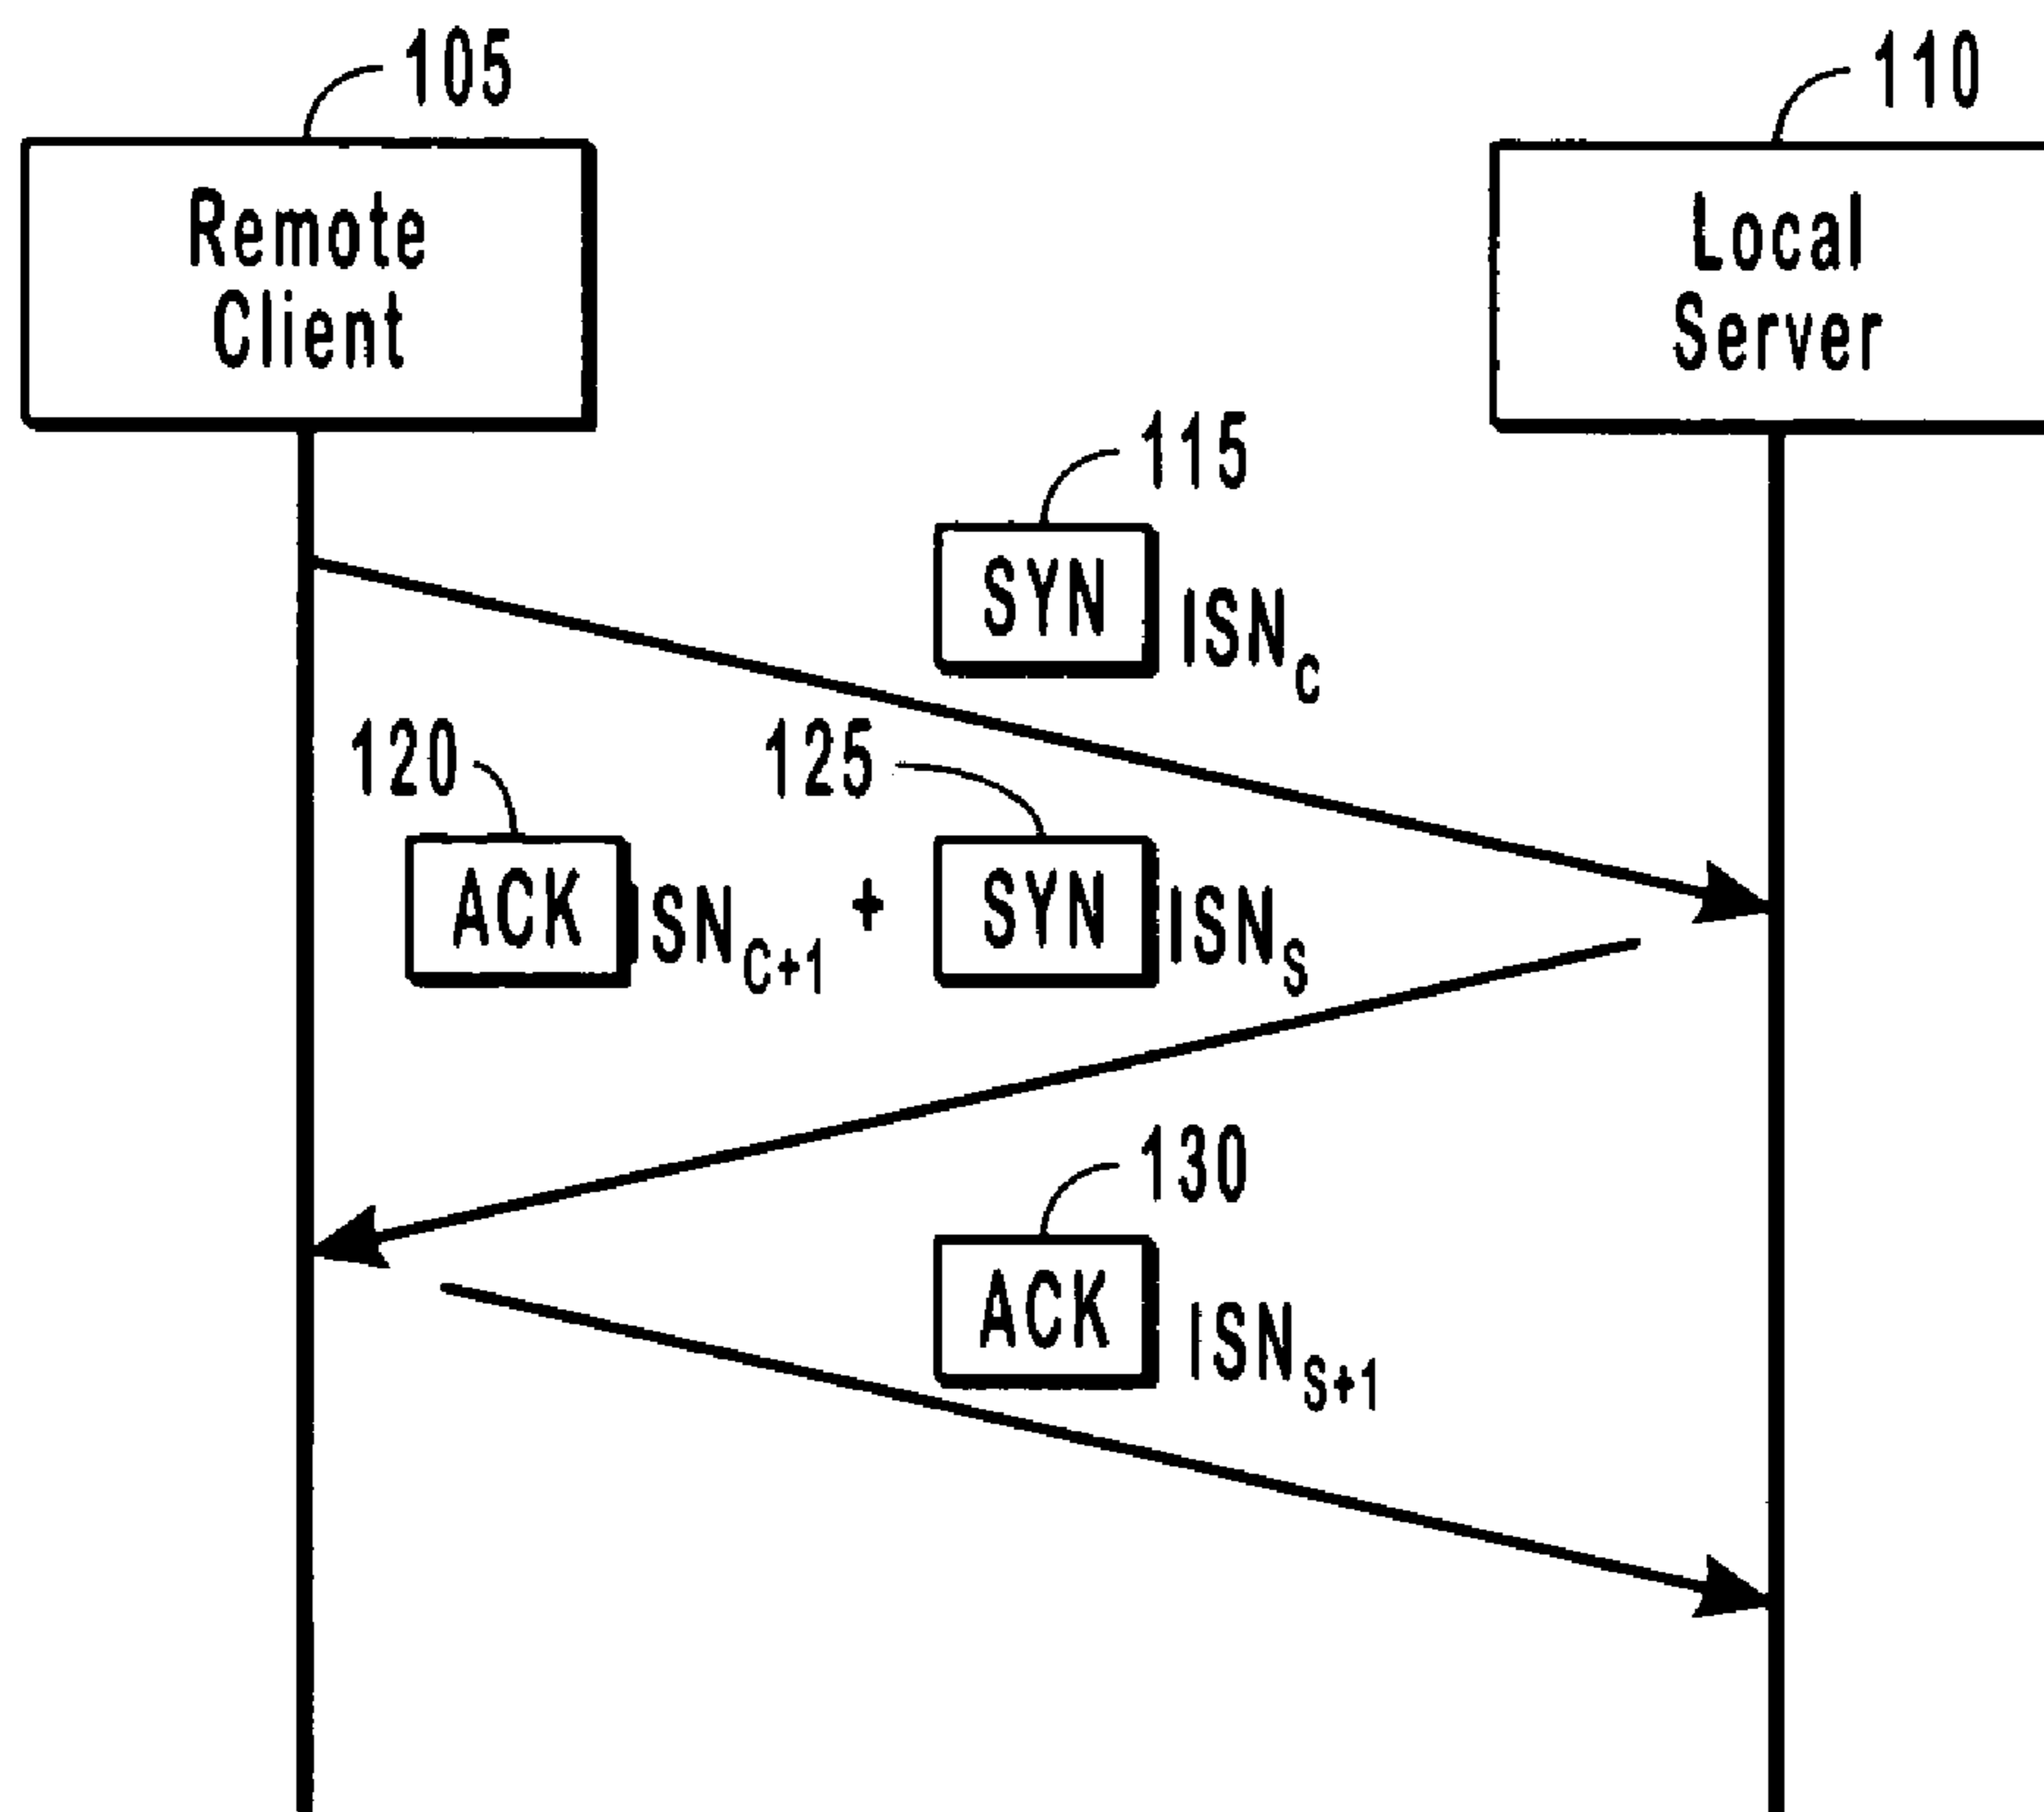 105
110
Remote
Client
Local
Server
115
SYN ISNC
120
125
ACK ISNC+1 + SYN ISNS
130
ACK ISNS+1